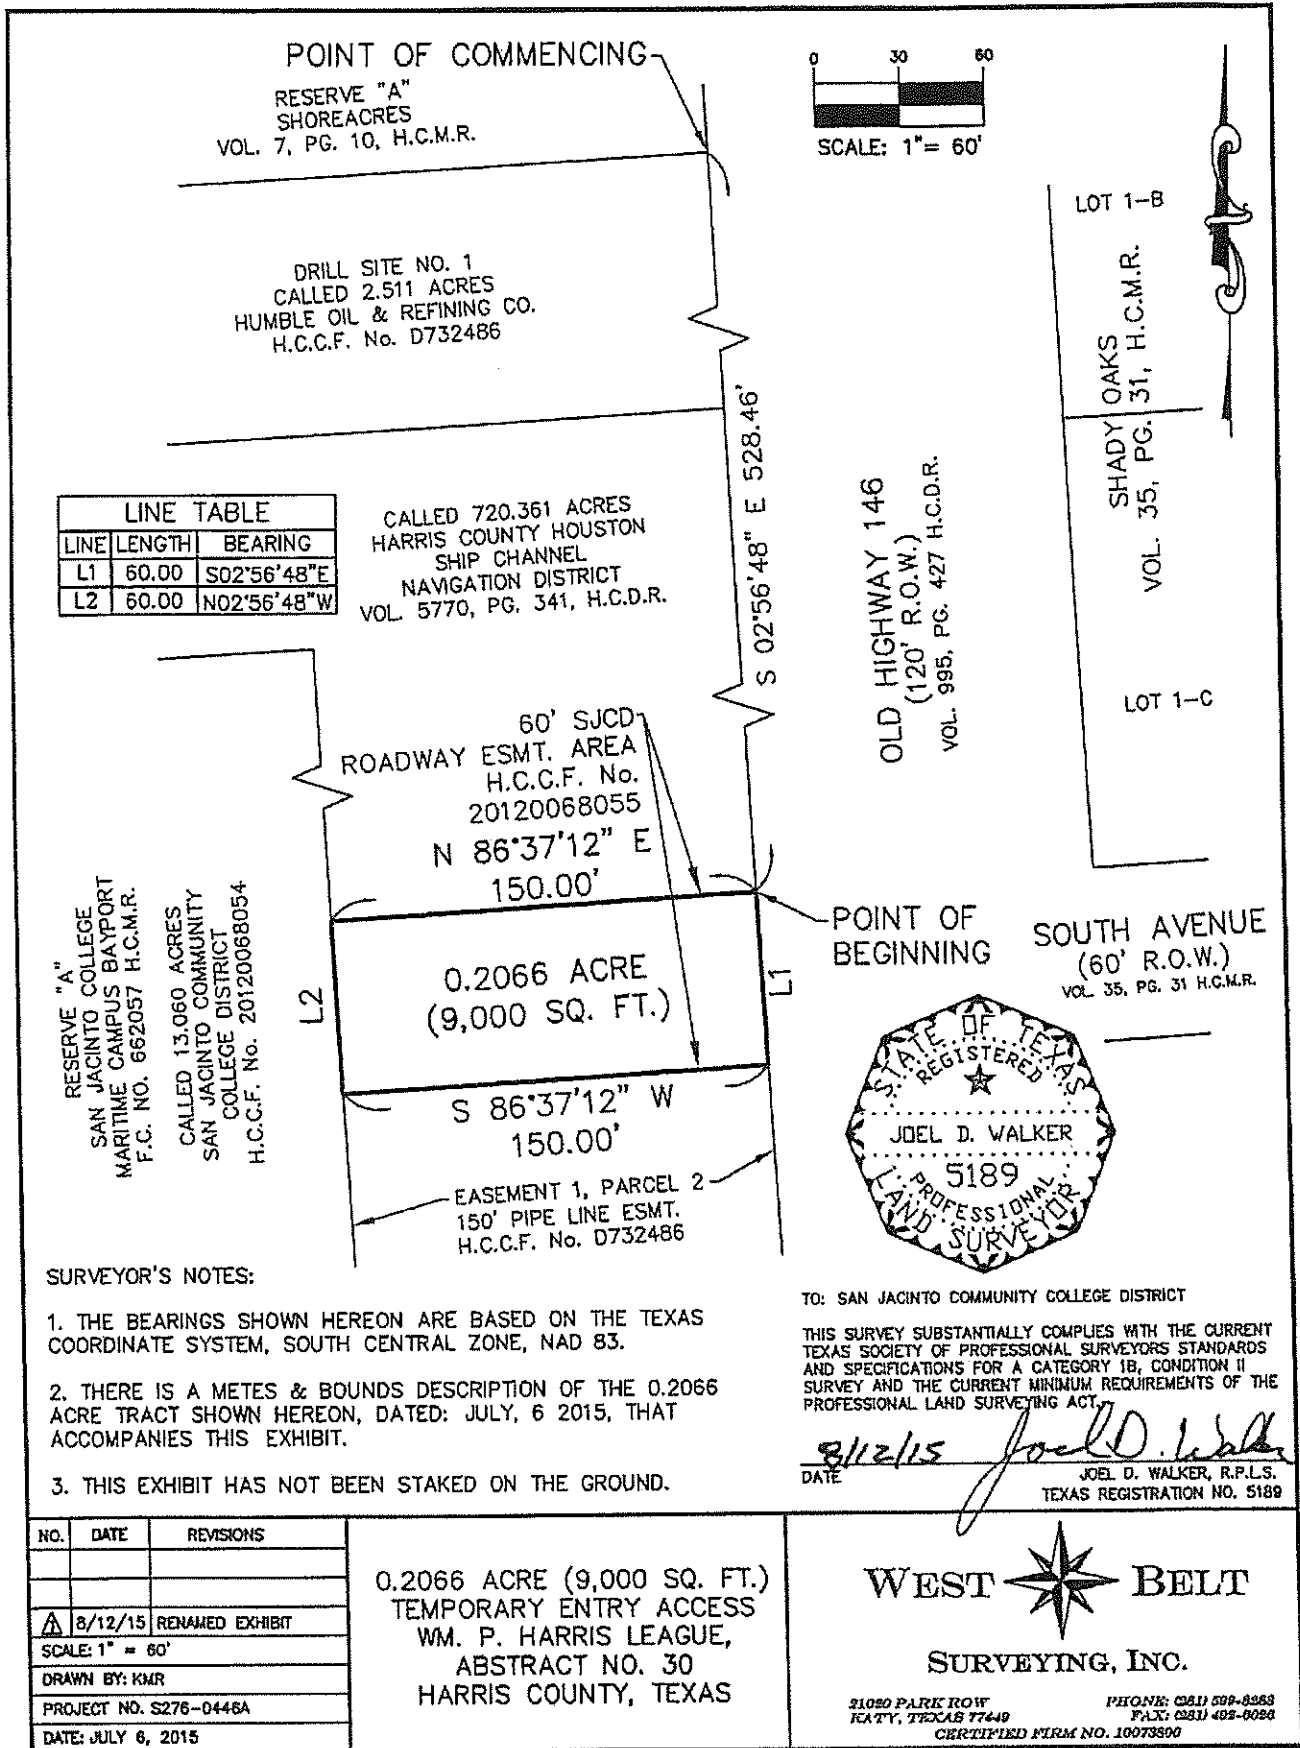 POINT OF COMMENCING
RESERVE "A"
SHOREACRES
VOL. 7, PG. 10, H.C.M.R.
0 30 60
SCALE: 1"= 60'
LOT 1-B
DRILL SITE NO. 1
CALLED 2.511 ACRES
HUMBLE OIL & REFINING CO.
H.C.C.F. No. D732486
SHADY OAKS
VOL. 35, PG. 31, H.C.M.R.
S 02°56'48" E 528.46'
LINE TABLE
LINE LENGTH BEARING
L1 60.00 S02°56'48"E
L2 60.00 N02°56'48"W
CALLED 720.361 ACRES
HARRIS COUNTY HOUSTON
SHIP CHANNEL
NAVIGATION DISTRICT
VOL. 5770, PG. 341, H.C.D.R.
OLD HIGHWAY 146
(120' R.O.W.)
VOL. 995, PG. 427 H.C.D.R.
LOT 1-C
60' SJCD
ROADWAY ESMT. AREA
H.C.C.F. No.
20120068055
N 86°37'12" E
150.00'
RESERVE "A"
SAN JACINTO COLLEGE
MARITIME CAMPUS BAYPORT
F.C. NO. 662057 H.C.M.R.
CALLED 13.060 ACRES
SAN JACINTO COMMUNITY
COLLEGE DISTRICT
H.C.C.F. No. 20120068054
L2
0.2066 ACRE
(9,000 SQ. FT.)
L1
POINT OF
BEGINNING
SOUTH AVENUE
(60' R.O.W.)
VOL. 35, PG. 31 H.C.M.R.
S 86°37'12" W
150.00'
EASEMENT 1, PARCEL 2
150' PIPE LINE ESMT.
H.C.C.F. No. D732486
STATE OF TEXAS
REGISTERED
JOEL D. WALKER
5189
PROFESSIONAL
LAND SURVEYOR
SURVEYOR'S NOTES:
1. THE BEARINGS SHOWN HEREON ARE BASED ON THE TEXAS
COORDINATE SYSTEM, SOUTH CENTRAL ZONE, NAD 83.
2. THERE IS A METES & BOUNDS DESCRIPTION OF THE 0.2066
ACRE TRACT SHOWN HEREON, DATED: JULY, 6 2015, THAT
ACCOMPANIES THIS EXHIBIT.
3. THIS EXHIBIT HAS NOT BEEN STAKED ON THE GROUND.
TO: SAN JACINTO COMMUNITY COLLEGE DISTRICT
THIS SURVEY SUBSTANTIALLY COMPLIES WITH THE CURRENT
TEXAS SOCIETY OF PROFESSIONAL SURVEYORS STANDARDS
AND SPECIFICATIONS FOR A CATEGORY 1B, CONDITION II
SURVEY AND THE CURRENT MINIMUM REQUIREMENTS OF THE
PROFESSIONAL LAND SURVEYING ACT.
8/12/15 Joel D. Walker
DATE
JOEL D. WALKER, R.P.L.S.
TEXAS REGISTRATION NO. 5189
NO. DATE REVISIONS
8/12/15 RENAMED EXHIBIT
SCALE: 1" = 60'
DRAWN BY: KMR
PROJECT NO. S276-0446A
DATE: JULY 6, 2015
0.2066 ACRE (9,000 SQ. FT.)
TEMPORARY ENTRY ACCESS
WM. P. HARRIS LEAGUE,
ABSTRACT NO. 30
HARRIS COUNTY, TEXAS
WEST BELT
SURVEYING, INC.
21020 PARK ROW
KATY, TEXAS 77449
PHONE: (281)
FAX: (281)
CERTIFIED FIRM NO. 10073800